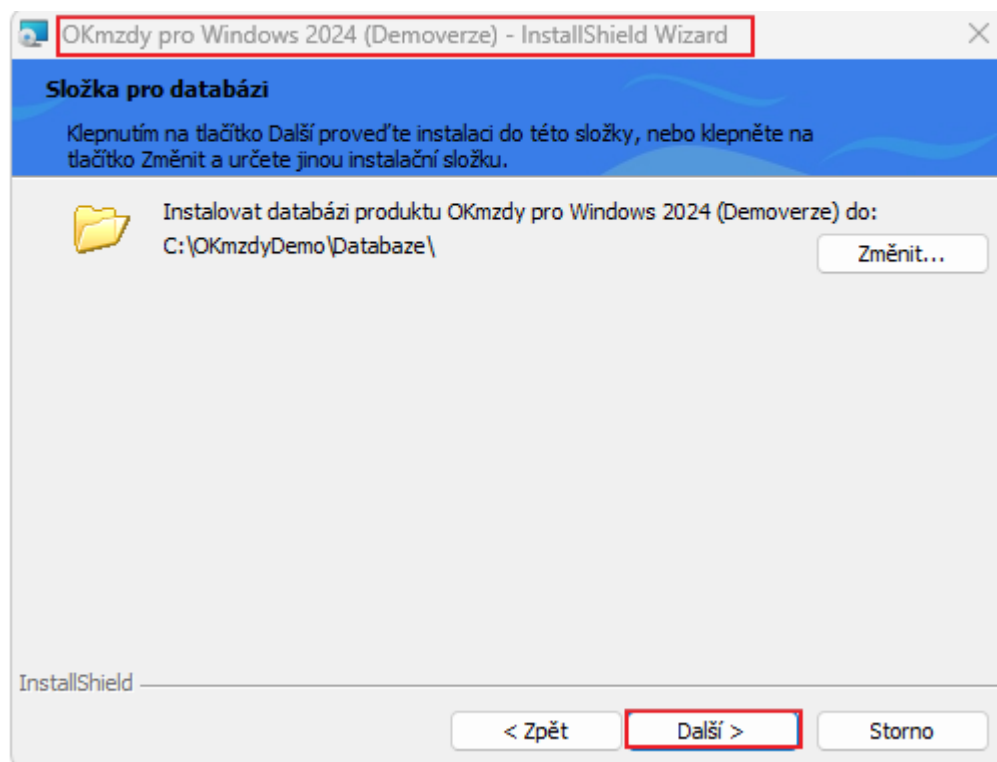 OKmzdy pro Windows 2024 (Demoverze) - InstallShield Wizard
Složka pro databázi
Klepnutím na tlačítko Další proveďte instalaci do této složky, nebo klepněte na
tlačítko Změnit a určete jinou instalační složku.
Instalovat databázi produktu OKmzdy pro Windows 2024 (Demoverze) do:
C:\OKmzdyDemo\Databaze\
Změnit...
InstallShield
< Zpět
Další >
Storno